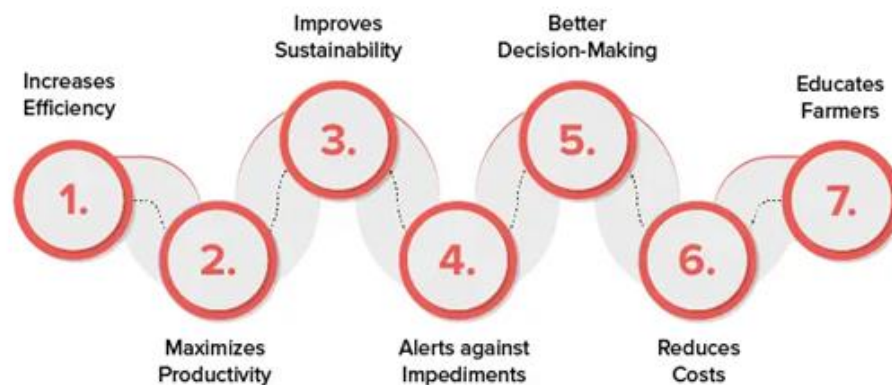 1.
Increases
Efficiency
2.
Maximizes
Productivity
3.
Improves
Sustainability
4.
Alerts against
Impediments
5.
Better
Decision-Making
6.
Reduces
Costs
7.
Educates
Farmers